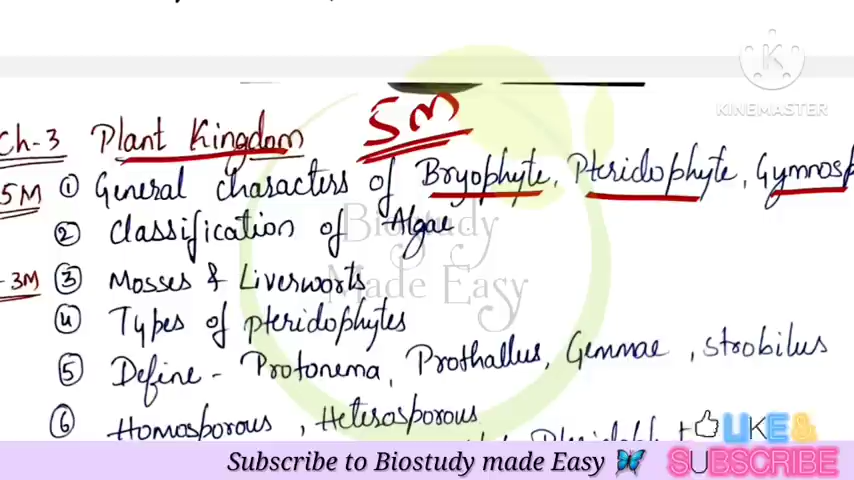 KINEMASTER
Ch-3 Plant Kingdom 5M
5M ① General characters of Bryophyte, Pteridophyte, Gymnosp
② Classification of Algae
-3M ③ Mosses & Liverworts
④ Types of pteridophytes
⑤ Define - Protonema, Prothallus, Gemmae, strobilus
⑥ Homosporous, Heterosporous
Biostudy
Made Easy
LIKE &
SUBSCRIBE
Subscribe to Biostudy made Easy